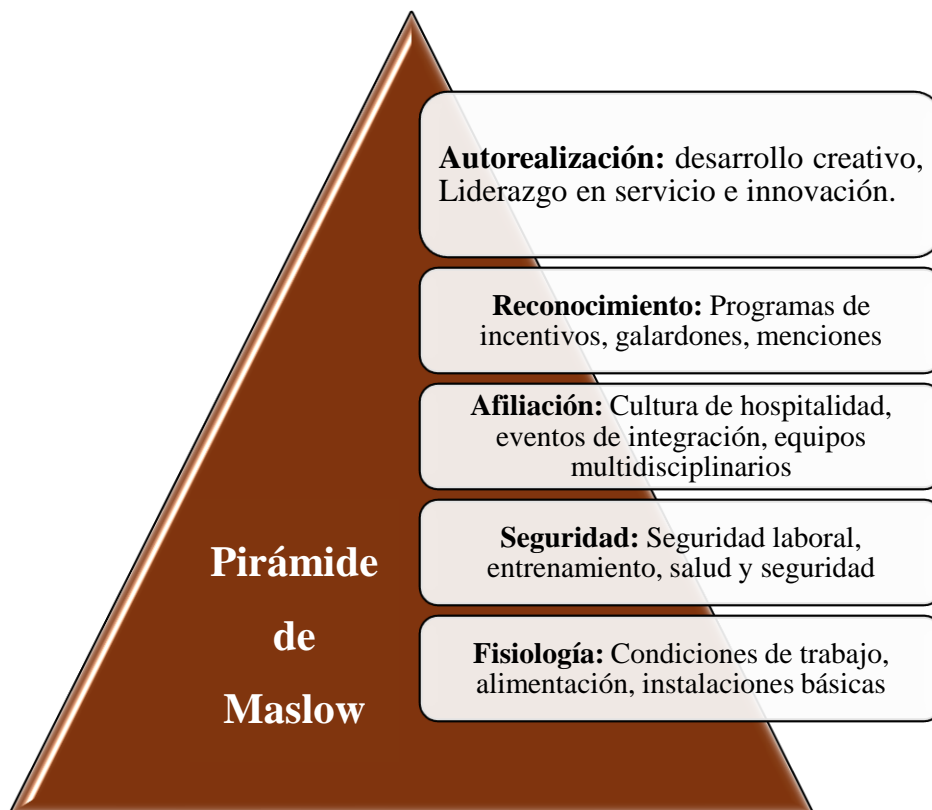 Autorealización: desarrollo creativo,
Liderazgo en servicio e innovación.
Reconocimiento: Programas de
incentivos, galardones, menciones
Afiliación: Cultura de hospitalidad,
eventos de integración, equipos
multidisciplinarios
Seguridad: Seguridad laboral,
entrenamiento, salud y seguridad
Fisiología: Condiciones de trabajo,
alimentación, instalaciones básicas
Pirámide
de
Maslow